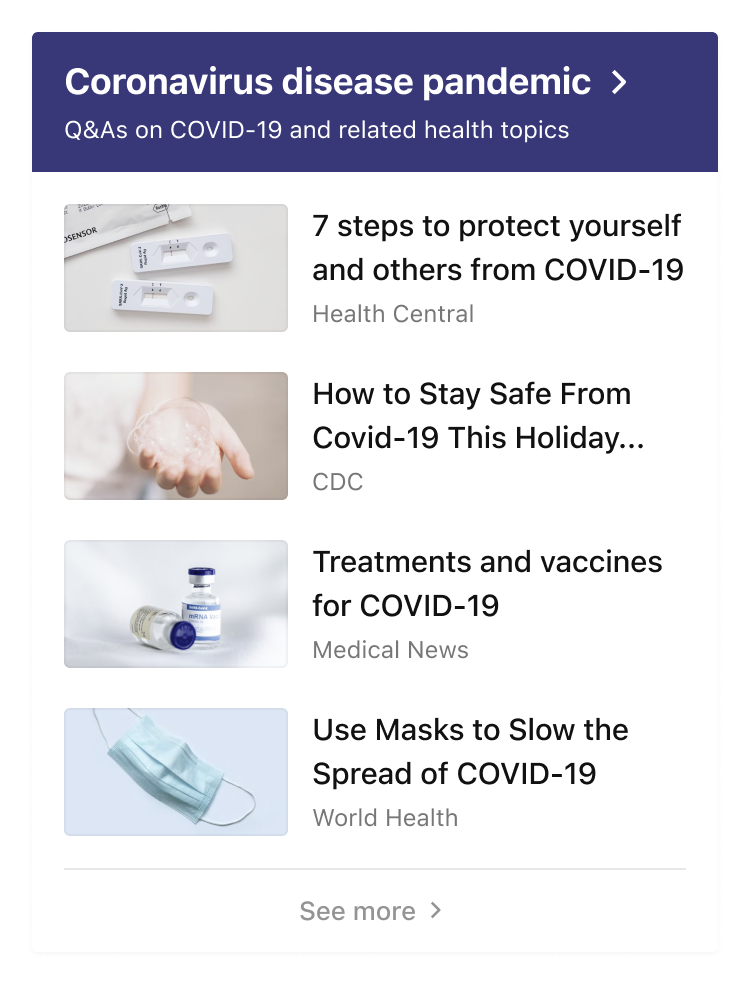 Coronavirus disease pandemic
Q&As on COVID-19 and related health topics
OSENSOR
7 steps to protect yourself
and others from COVID-19
Health Central
How to Stay Safe From
Covid-19 This Holiday...
CDC
mRNA
Treatments and vaccines
for COVID-19
Medical News
Use Masks to Slow the
Spread of COVID-19
World Health
See more